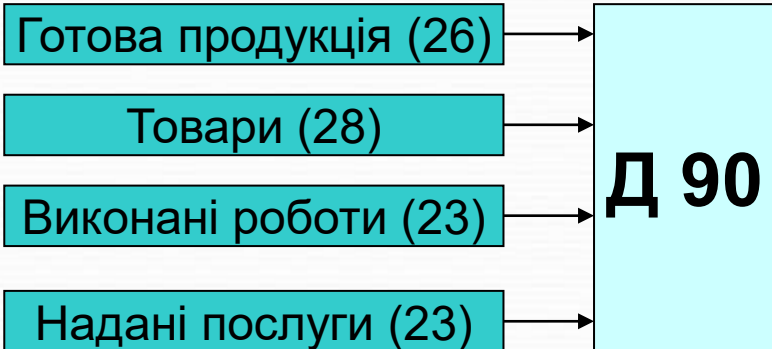 Готова продукція (26)
Товари (28)
Виконані роботи (23)
Надані послуги (23)
Д 90